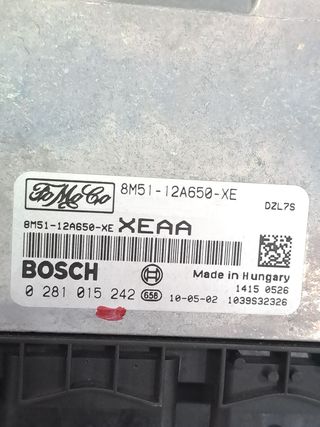 FoMoCo 8M51-12A650-XE
DZL7S
8M51-12A650-XE XEAA
BOSCH
Made in Hungary
1415 0526
0 281 015 242 658 10-05-02 1039S32326